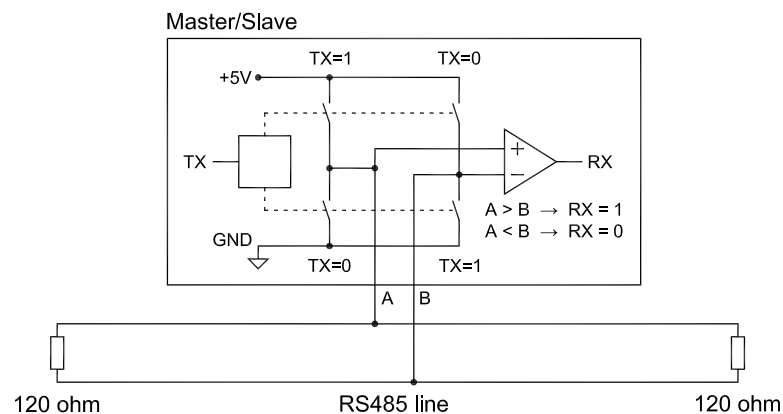 Master/Slave
TX=1 TX=0
+5V
TX
+
−
RX
A > B → RX = 1
A < B → RX = 0
GND
TX=0 TX=1
A B
120 ohm RS485 line 120 ohm